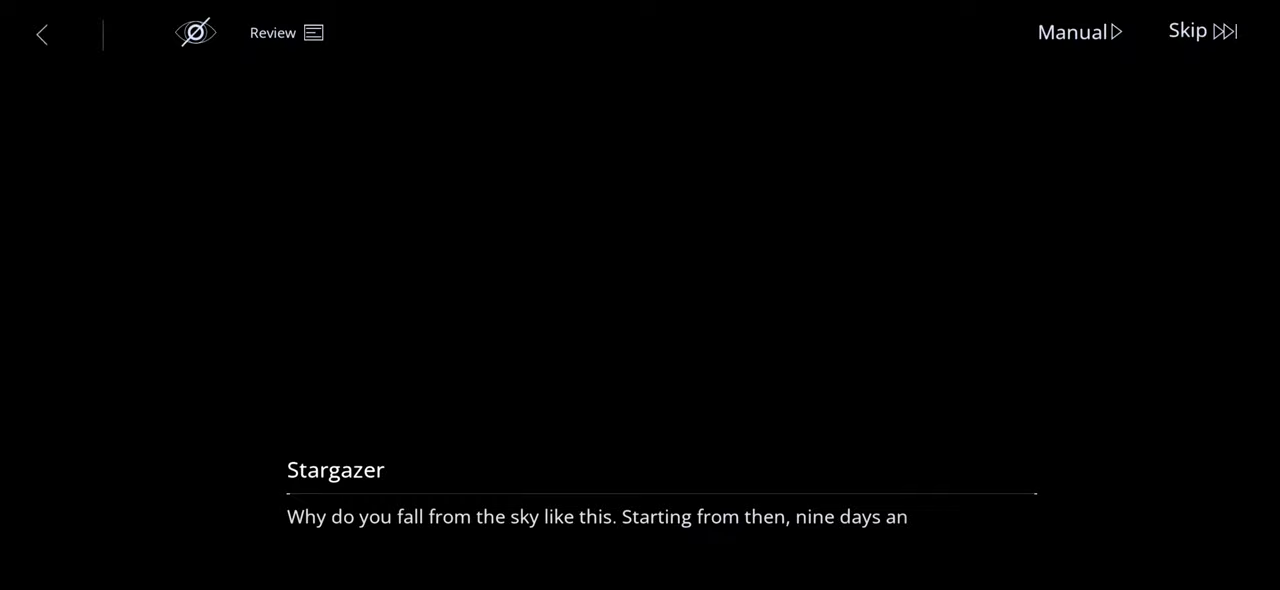 Review
Manual
Skip
Stargazer
Why do you fall from the sky like this. Starting from then, nine days an